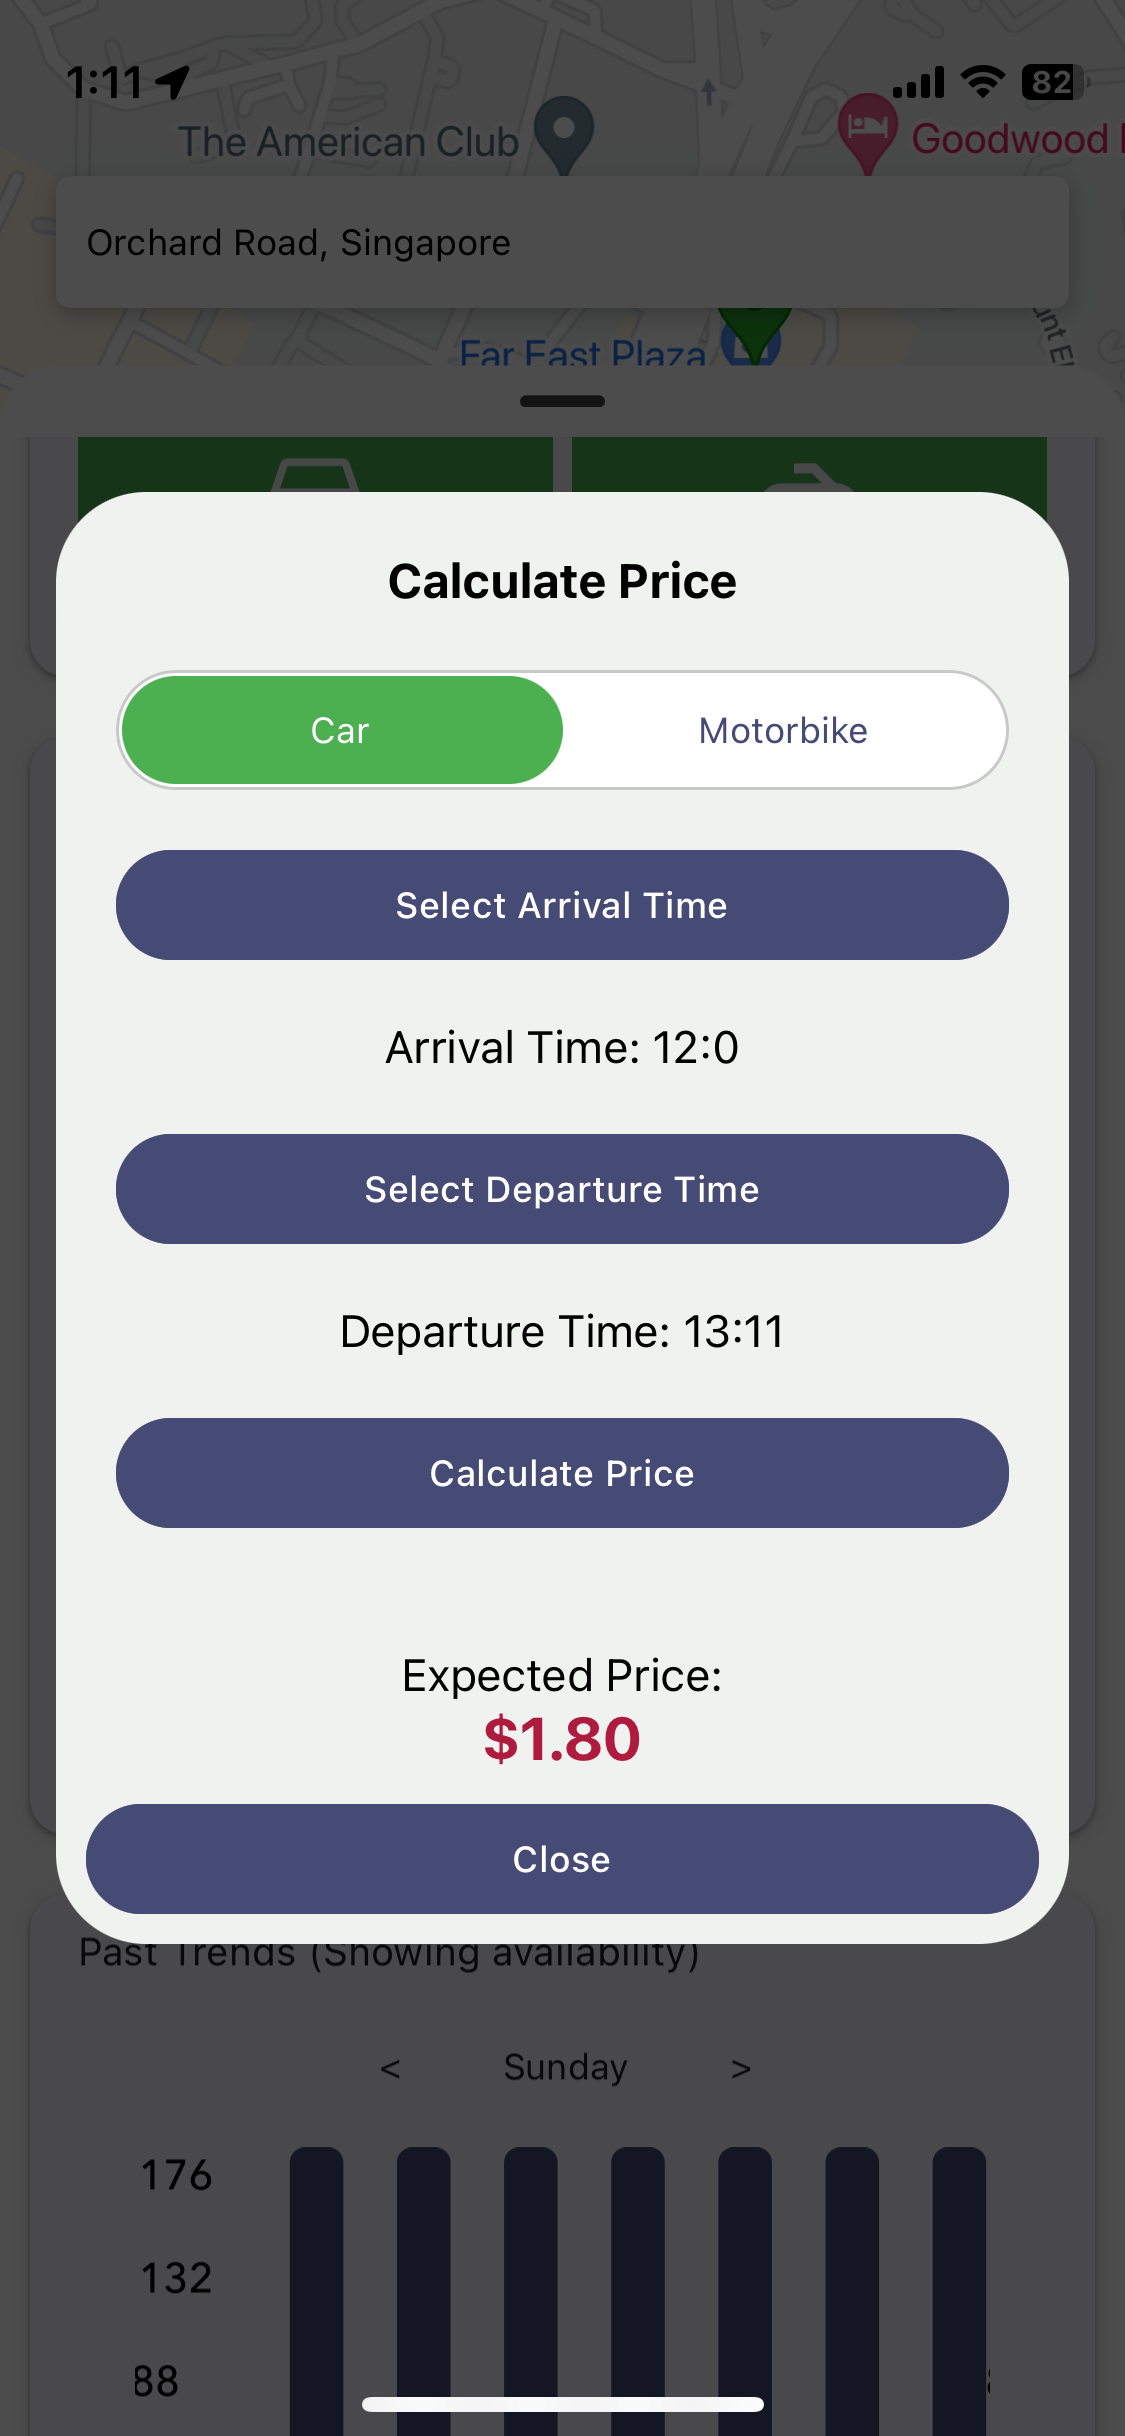 1:11
82
The American Club
Goodwood
Orchard Road, Singapore
Far East Plaza
Calculate Price
Car
Motorbike
Select Arrival Time
Arrival Time: 12:0
Select Departure Time
Departure Time: 13:11
Calculate Price
Expected Price:
$1.80
Close
Past Trends (Showing availability)
< Sunday >
176
132
88